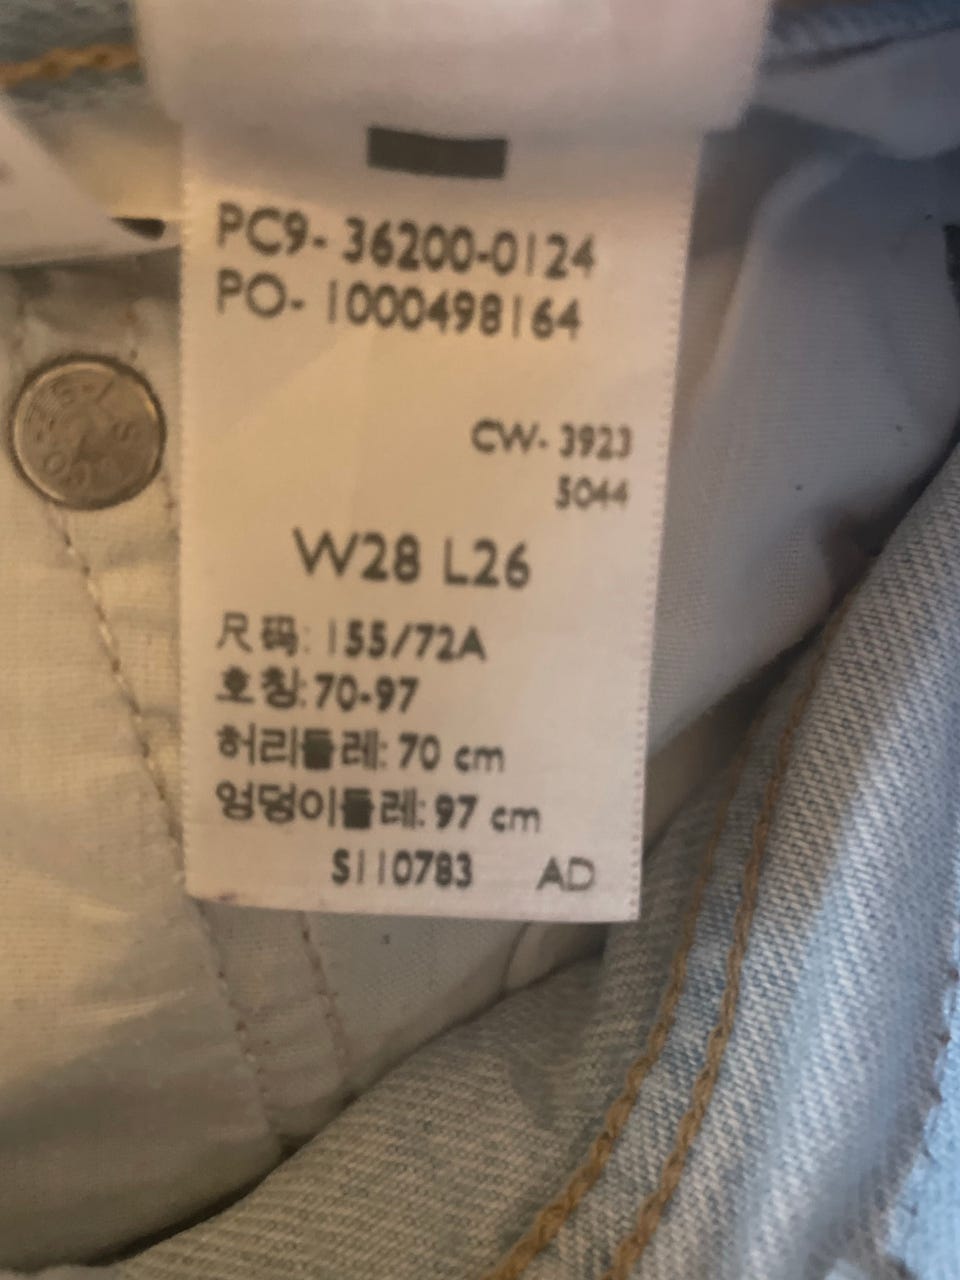 PC9- 36200-0124
PO- 1000498164
CW- 3923
5044
W28 L26
尺码: 155/72A
호칭: 70-97
허리둘레: 70 cm
엉덩이둘레: 97 cm
S110783 AD